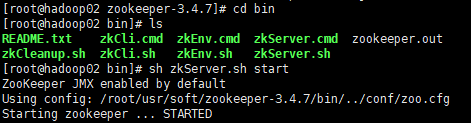 [root@hadoop02 zookeeper-3.4.7]# cd bin
[root@hadoop02 bin]# ls
README.txt zkCli.cmd zkEnv.cmd zkServer.cmd zookeeper.out
zkCleanup.sh zkCli.sh zkEnv.sh zkServer.sh
[root@hadoop02 bin]# sh zkServer.sh start
ZooKeeper JMX enabled by default
Using config: /root/usr/soft/zookeeper-3.4.7/bin/../conf/zoo.cfg
Starting zookeeper ... STARTED